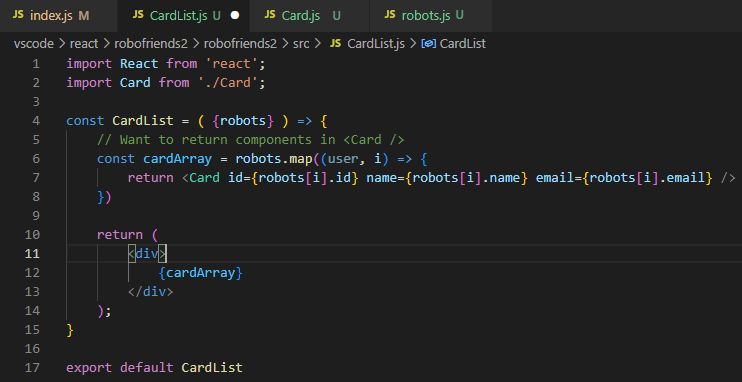 JS index.js M JS CardList.js U ● JS Card.js U JS robots.js U
vscode > react > robofriends2 > robofriends2 > src > JS CardList.js > CardList
1 import React from 'react';
2 import Card from './Card';
3
4 const CardList = ( {robots} ) => {
5 // Want to return components in <Card />
6 const cardArray = robots.map((user, i) => {
7 return <Card id={robots[i].id} name={robots[i].name} email={robots[i].email} />
8 })
9
10 return (
11 <div>
12 {cardArray}
13 </div>
14 );
15 }
16
17 export default CardList